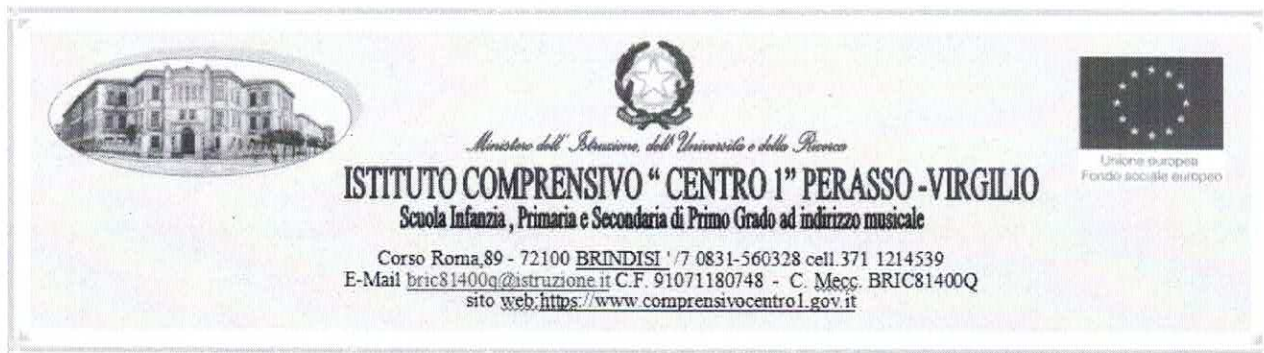 Ministero dell' Istruzione, dell' Università e della Ricerca
Unione europea
Fondo sociale europeo
ISTITUTO COMPRENSIVO “ CENTRO 1” PERASSO -VIRGILIO
Scuola Infanzia , Primaria e Secondaria di Primo Grado ad indirizzo musicale
Corso Roma,89 - 72100 BRINDISI '/7 0831-560328 cell.371 1214539
E-Mail bric81400q@istruzione.it C.F. 91071180748 - C. Mecc. BRIC81400Q
sito web:https://www.comprensivocentro1.gov.it